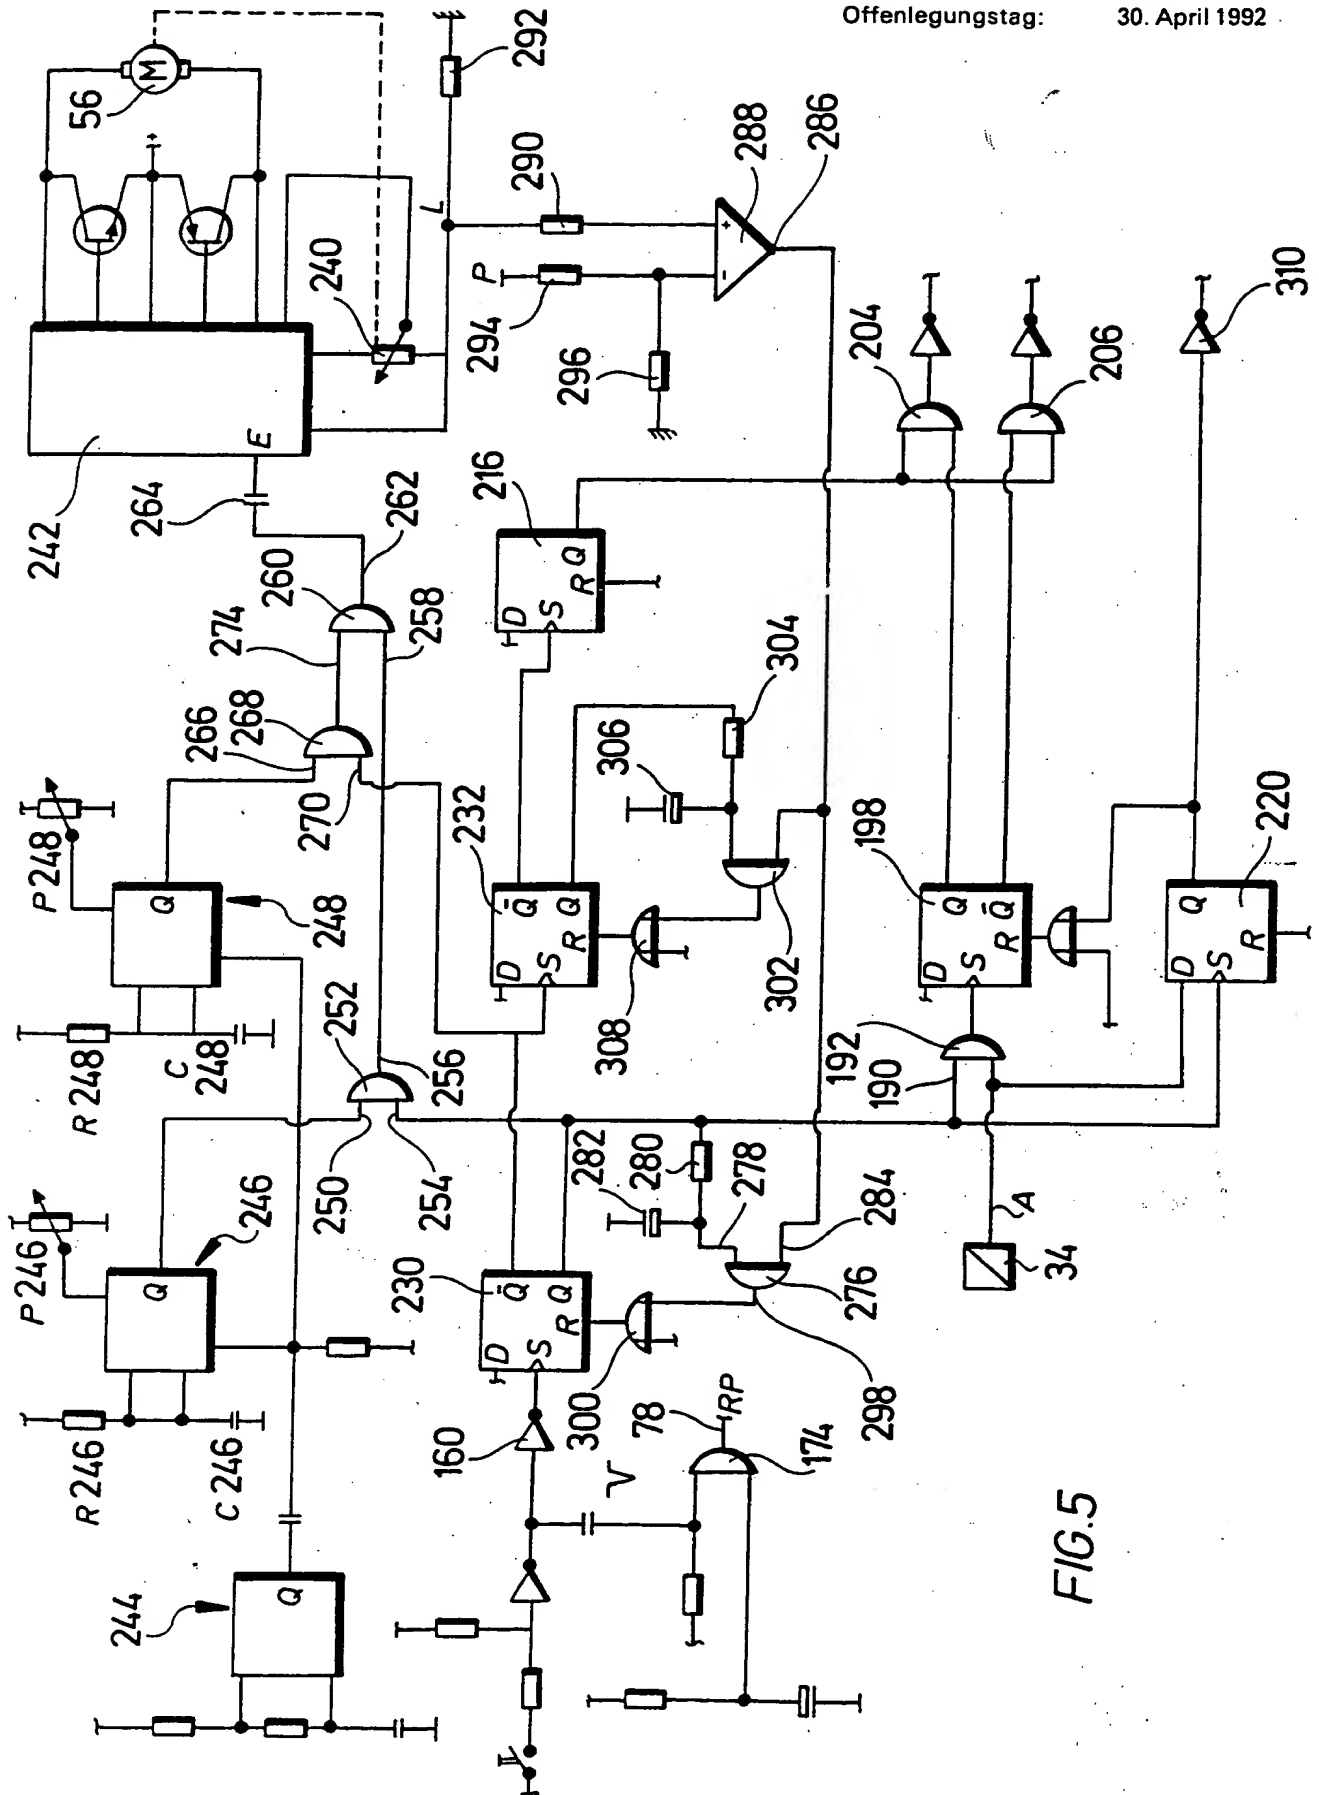 Offenlegungstag: 30. April 1992
56
M
+
292
L
290
288
286
P
294
296
240
242
E
264
262
260
274
258
266
268
270
P248
Q
248
R248
C
248
252
250
254
256
P246
Q
246
R246
C246
244
Q
216
D
S
R
Q
232
D
S
Q̄
Q
R
306
304
302
308
204
206
310
198
D
S
Q
Q̄
R
220
D
S
Q
R
192
190
A
34
282
280
278
284
276
298
300
230
D
S
Q̄
Q
R
160
V
78
RP
174
FIG.5